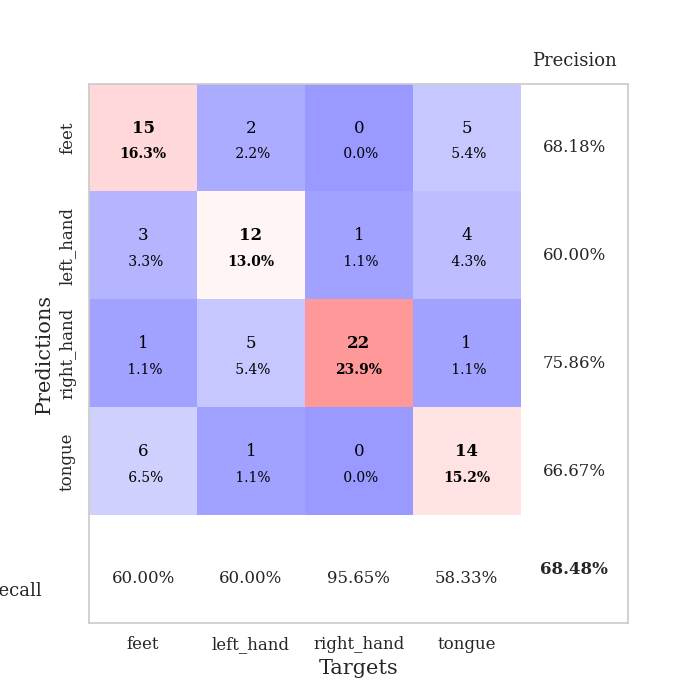 Precision
feet
15 2 0 5
16.3% 2.2% 0.0% 5.4%
68.18%
left_hand
3 12 1 4
3.3% 13.0% 1.1% 4.3%
60.00%
Predictions
right_hand
1 5 22 1
1.1% 5.4% 23.9% 1.1%
75.86%
tongue
6 1 0 14
6.5% 1.1% 0.0% 15.2%
66.67%
ecall
60.00% 60.00% 95.65% 58.33% 68.48%
feet left_hand right_hand tongue
Targets